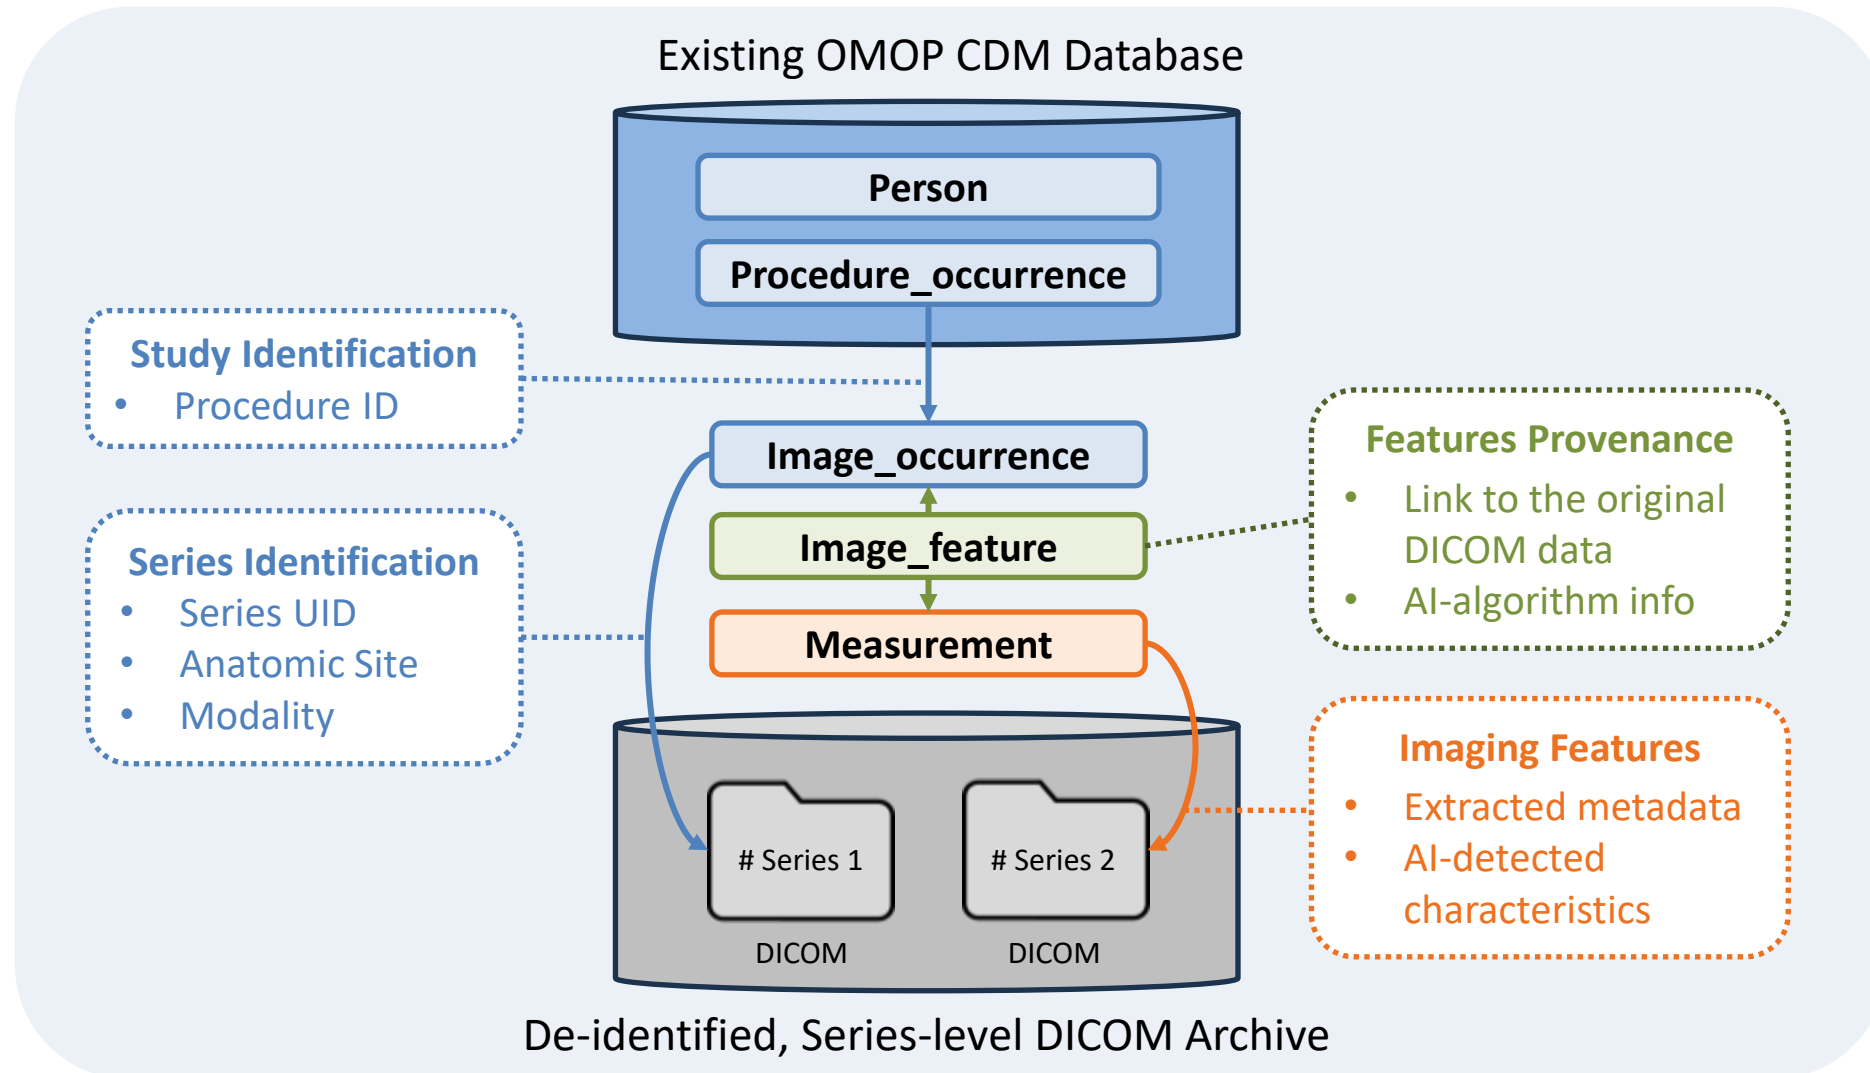 Existing OMOP CDM Database
Person
Procedure_occurrence
Study Identification
• Procedure ID
Image_occurrence
Series Identification
• Series UID
• Anatomic Site
• Modality
Image_feature
Measurement
Features Provenance
• Link to the original
DICOM data
• AI-algorithm info
Imaging Features
• Extracted metadata
• AI-detected
characteristics
# Series 1
# Series 2
DICOM
DICOM
De-identified, Series-level DICOM Archive